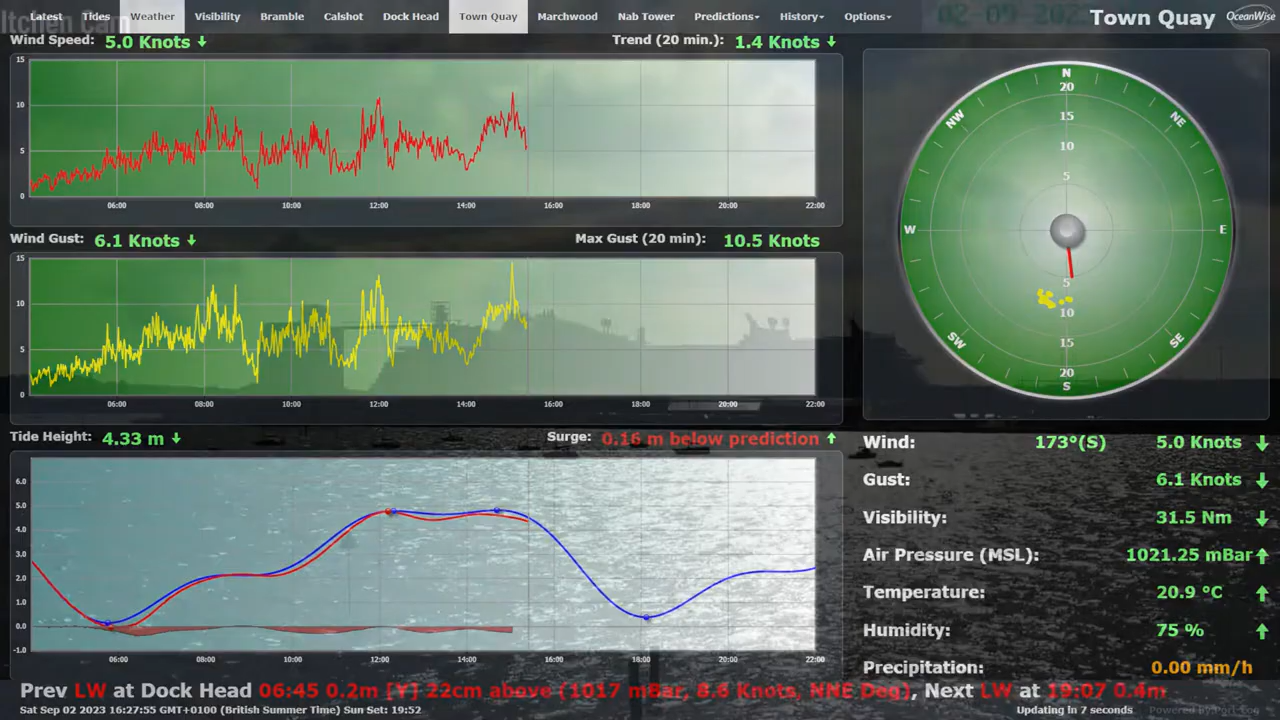 Latest Tides Weather Visibility Bramble Calshot Dock Head Town Quay Marchwood Nab Tower Predictions History Options
Itchen Cam
02-09-202
Town Quay
OceanWise
Wind Speed: 5.0 Knots ↓ Trend (20 min.): 1.4 Knots ↓
15
10
5
0
06:00 08:00 10:00 12:00 14:00 16:00 18:00 20:00 22:00
Wind Gust: 6.1 Knots ↓ Max Gust (20 min): 10.5 Knots
15
10
5
0
06:00 08:00 10:00 12:00 14:00 16:00 18:00 20:00 22:00
Tide Height: 4.33 m ↓ Surge: 0.16 m below prediction ↑
6.0
5.0
4.0
3.0
2.0
1.0
0.0
-1.0
06:00 08:00 10:00 12:00 14:00 16:00 18:00 20:00 22:00
N
20
NW 15 NE
10
5
W E
5
10
SW 15 SE
20
S
Wind: 173°(S) 5.0 Knots ↓
Gust: 6.1 Knots ↓
Visibility: 31.5 Nm ↓
Air Pressure (MSL): 1021.25 mBar ↑
Temperature: 20.9 °C ↑
Humidity: 75 % ↑
Precipitation: 0.00 mm/h
Prev LW at Dock Head 06:45 0.2m [Y] 22cm above (1017 mBar, 8.6 Knots, NNE Deg), Next LW at 19:07 0.4m
Sat Sep 02 2023 16:27:55 GMT+0100 (British Summer Time) Sun Set: 19:52
Updating in 7 seconds
Powered By